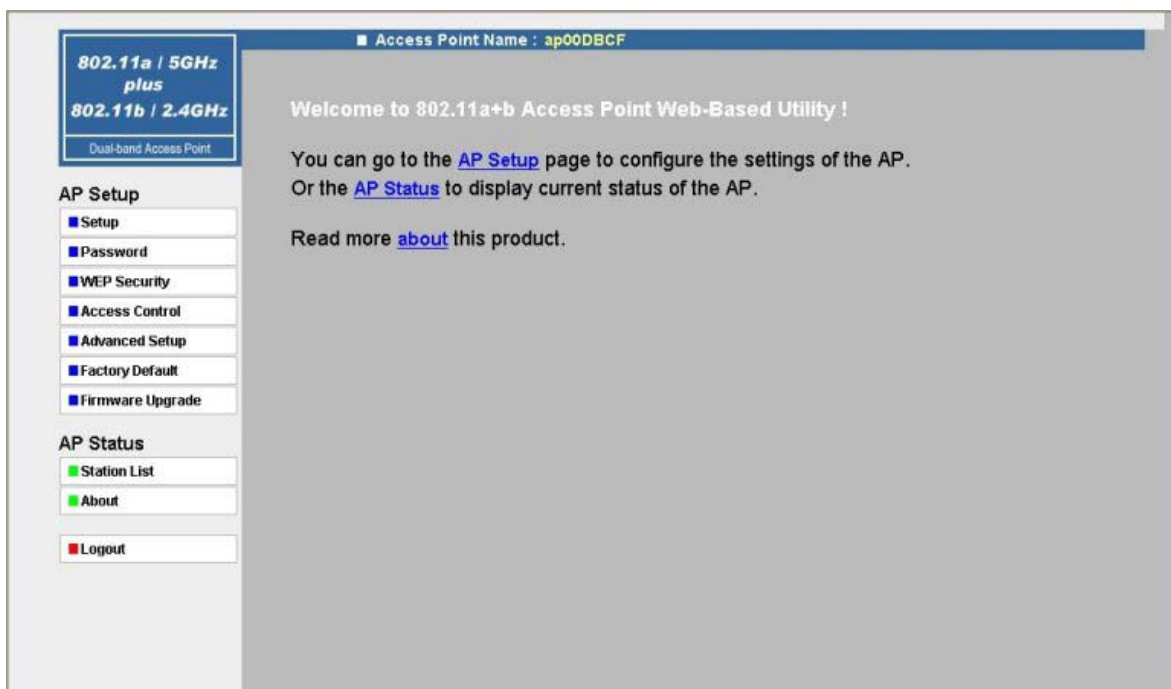 802.11a / 5GHz
plus
802.11b / 2.4GHz
Dual-band Access Point
AP Setup
Setup
Password
WEP Security
Access Control
Advanced Setup
Factory Default
Firmware Upgrade
AP Status
Station List
About
Logout
Access Point Name : ap00DBCF
Welcome to 802.11a+b Access Point Web-Based Utility !
You can go to the AP Setup page to configure the settings of the AP.
Or the AP Status to display current status of the AP.
Read more about this product.